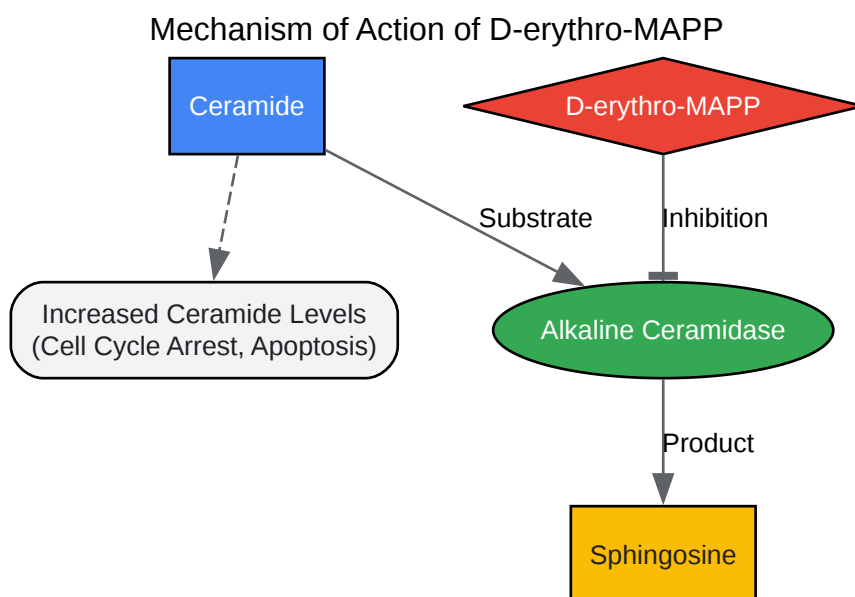 Mechanism of Action of D-erythro-MAPP
Ceramide
D-erythro-MAPP
Substrate
Inhibition
Increased Ceramide Levels
(Cell Cycle Arrest, Apoptosis)
Alkaline Ceramidase
Product
Sphingosine